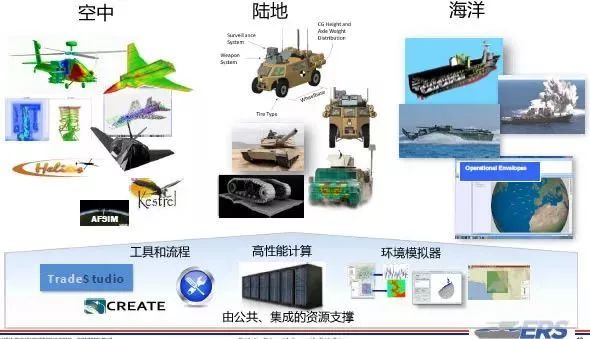 空中
陆地
海洋
Surveillance
System
Weapon
System
CG Height and
Axle Weight
Distribution
Wheelbase
Tire Type
Helios
Kestrel
AFSIM
Operational Envelopes
工具和流程
高性能计算
环境模拟器
TradeStudio
CREATE
由公共、集成的资源支撑
ERS